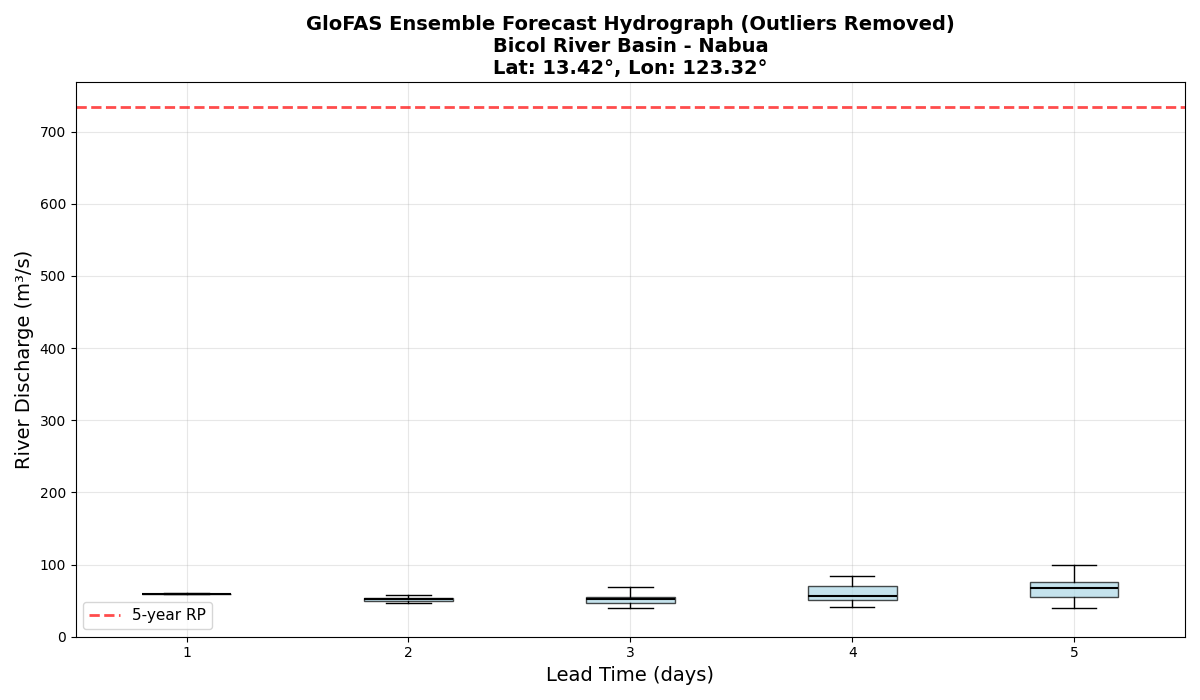 GloFAS Ensemble Forecast Hydrograph (Outliers Removed)
Bicol River Basin - Nabua
Lat: 13.42°, Lon: 123.32°
River Discharge (m³/s)
700
600
500
400
300
200
100
0
5-year RP
1 2 3 4 5
Lead Time (days)